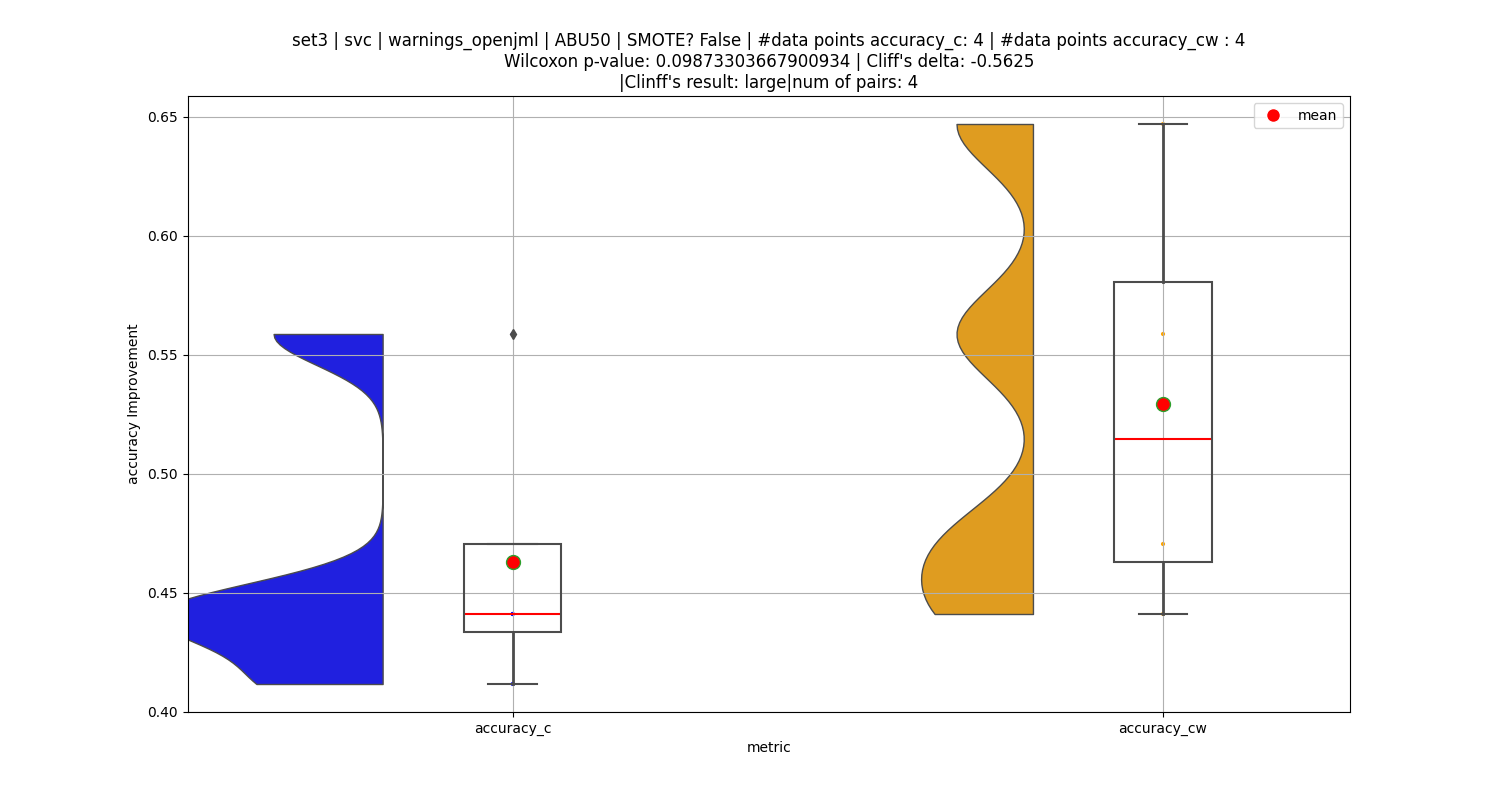 set3 | svc | warnings_openjml | ABU50 | SMOTE? False | #data points accuracy_c: 4 | #data points accuracy_cw : 4
Wilcoxon p-value: 0.09873303667900934 | Cliff's delta: -0.5625
|Clinff's result: large|num of pairs: 4
mean
0.65
0.60
0.55
0.50
0.45
0.40
accuracy Improvement
accuracy_c
accuracy_cw
metric